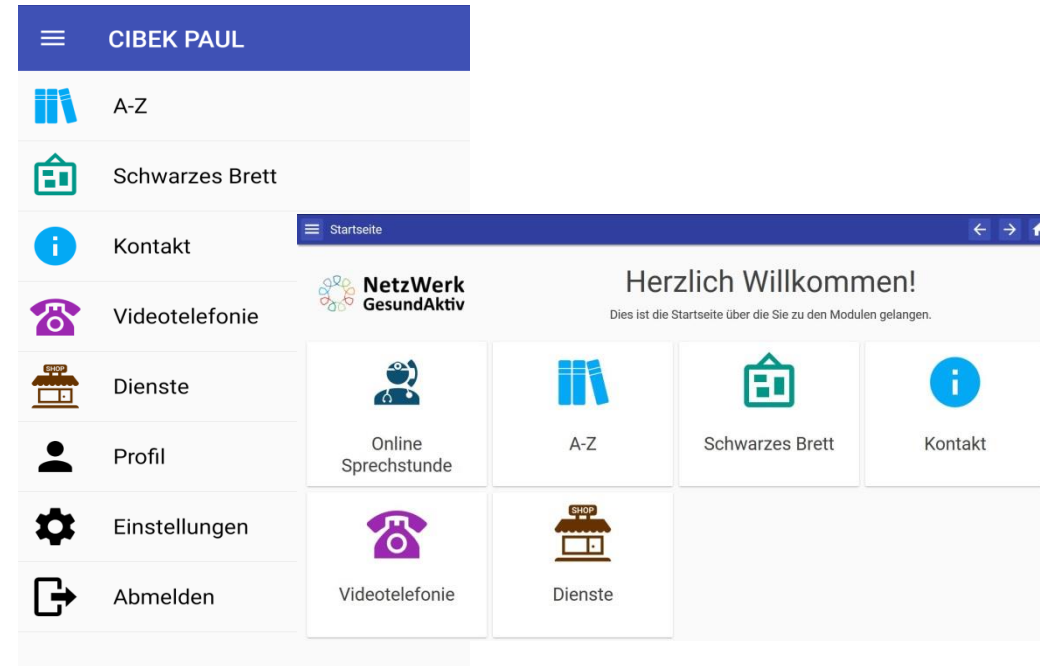 CIBEK PAUL
A-Z
Schwarzes Brett
Kontakt
Videotelefonie
SHOP
Dienste
Profil
Einstellungen
Abmelden
Startseite
NetzWerk
GesundAktiv
Herzlich Willkommen!
Dies ist die Startseite über die Sie zu den Modulen gelangen.
Online
Sprechstunde
A-Z
Schwarzes Brett
Kontakt
Videotelefonie
SHOP
Dienste